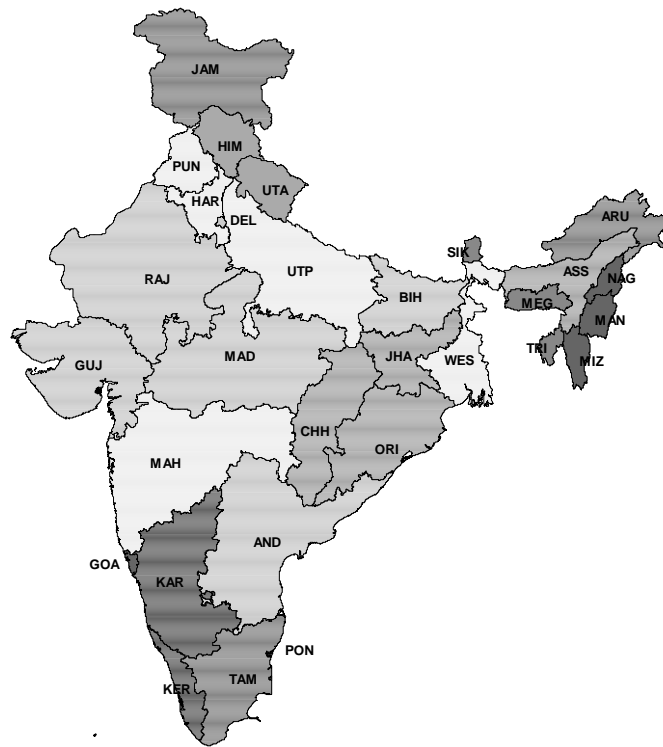 JAM
HIM
PUN
UTA
HAR
DEL
ARU
SIK
UTP
ASS
NAG
RAJ
BIH
MEG
MAN
TRI
MAD
JHA
WES
MIZ
GUJ
CHH
ORI
MAH
AND
GOA
KAR
PON
KER
TAM